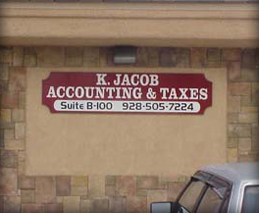 K. JACOB
ACCOUNTING & TAXES
Suite B-100 928-505-7224